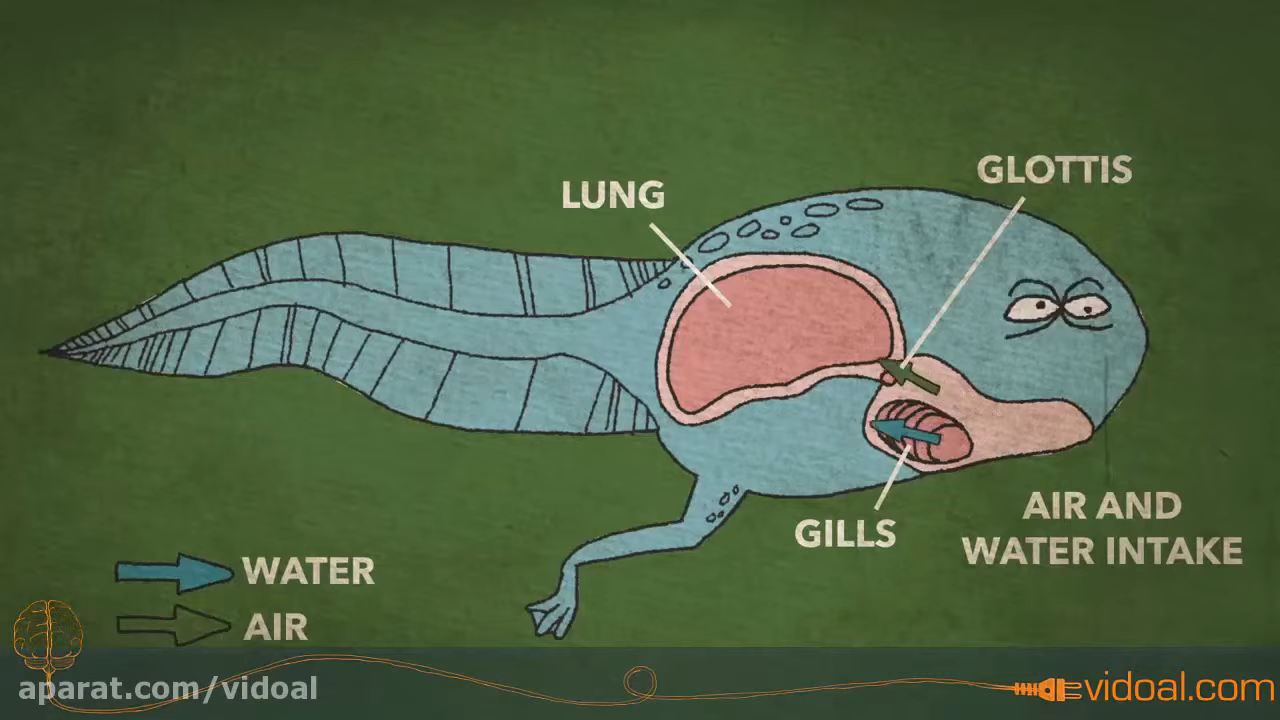 GLOTTIS
LUNG
GILLS
AIR AND
WATER INTAKE
WATER
AIR
aparat.com/vidoal
vidoal.com